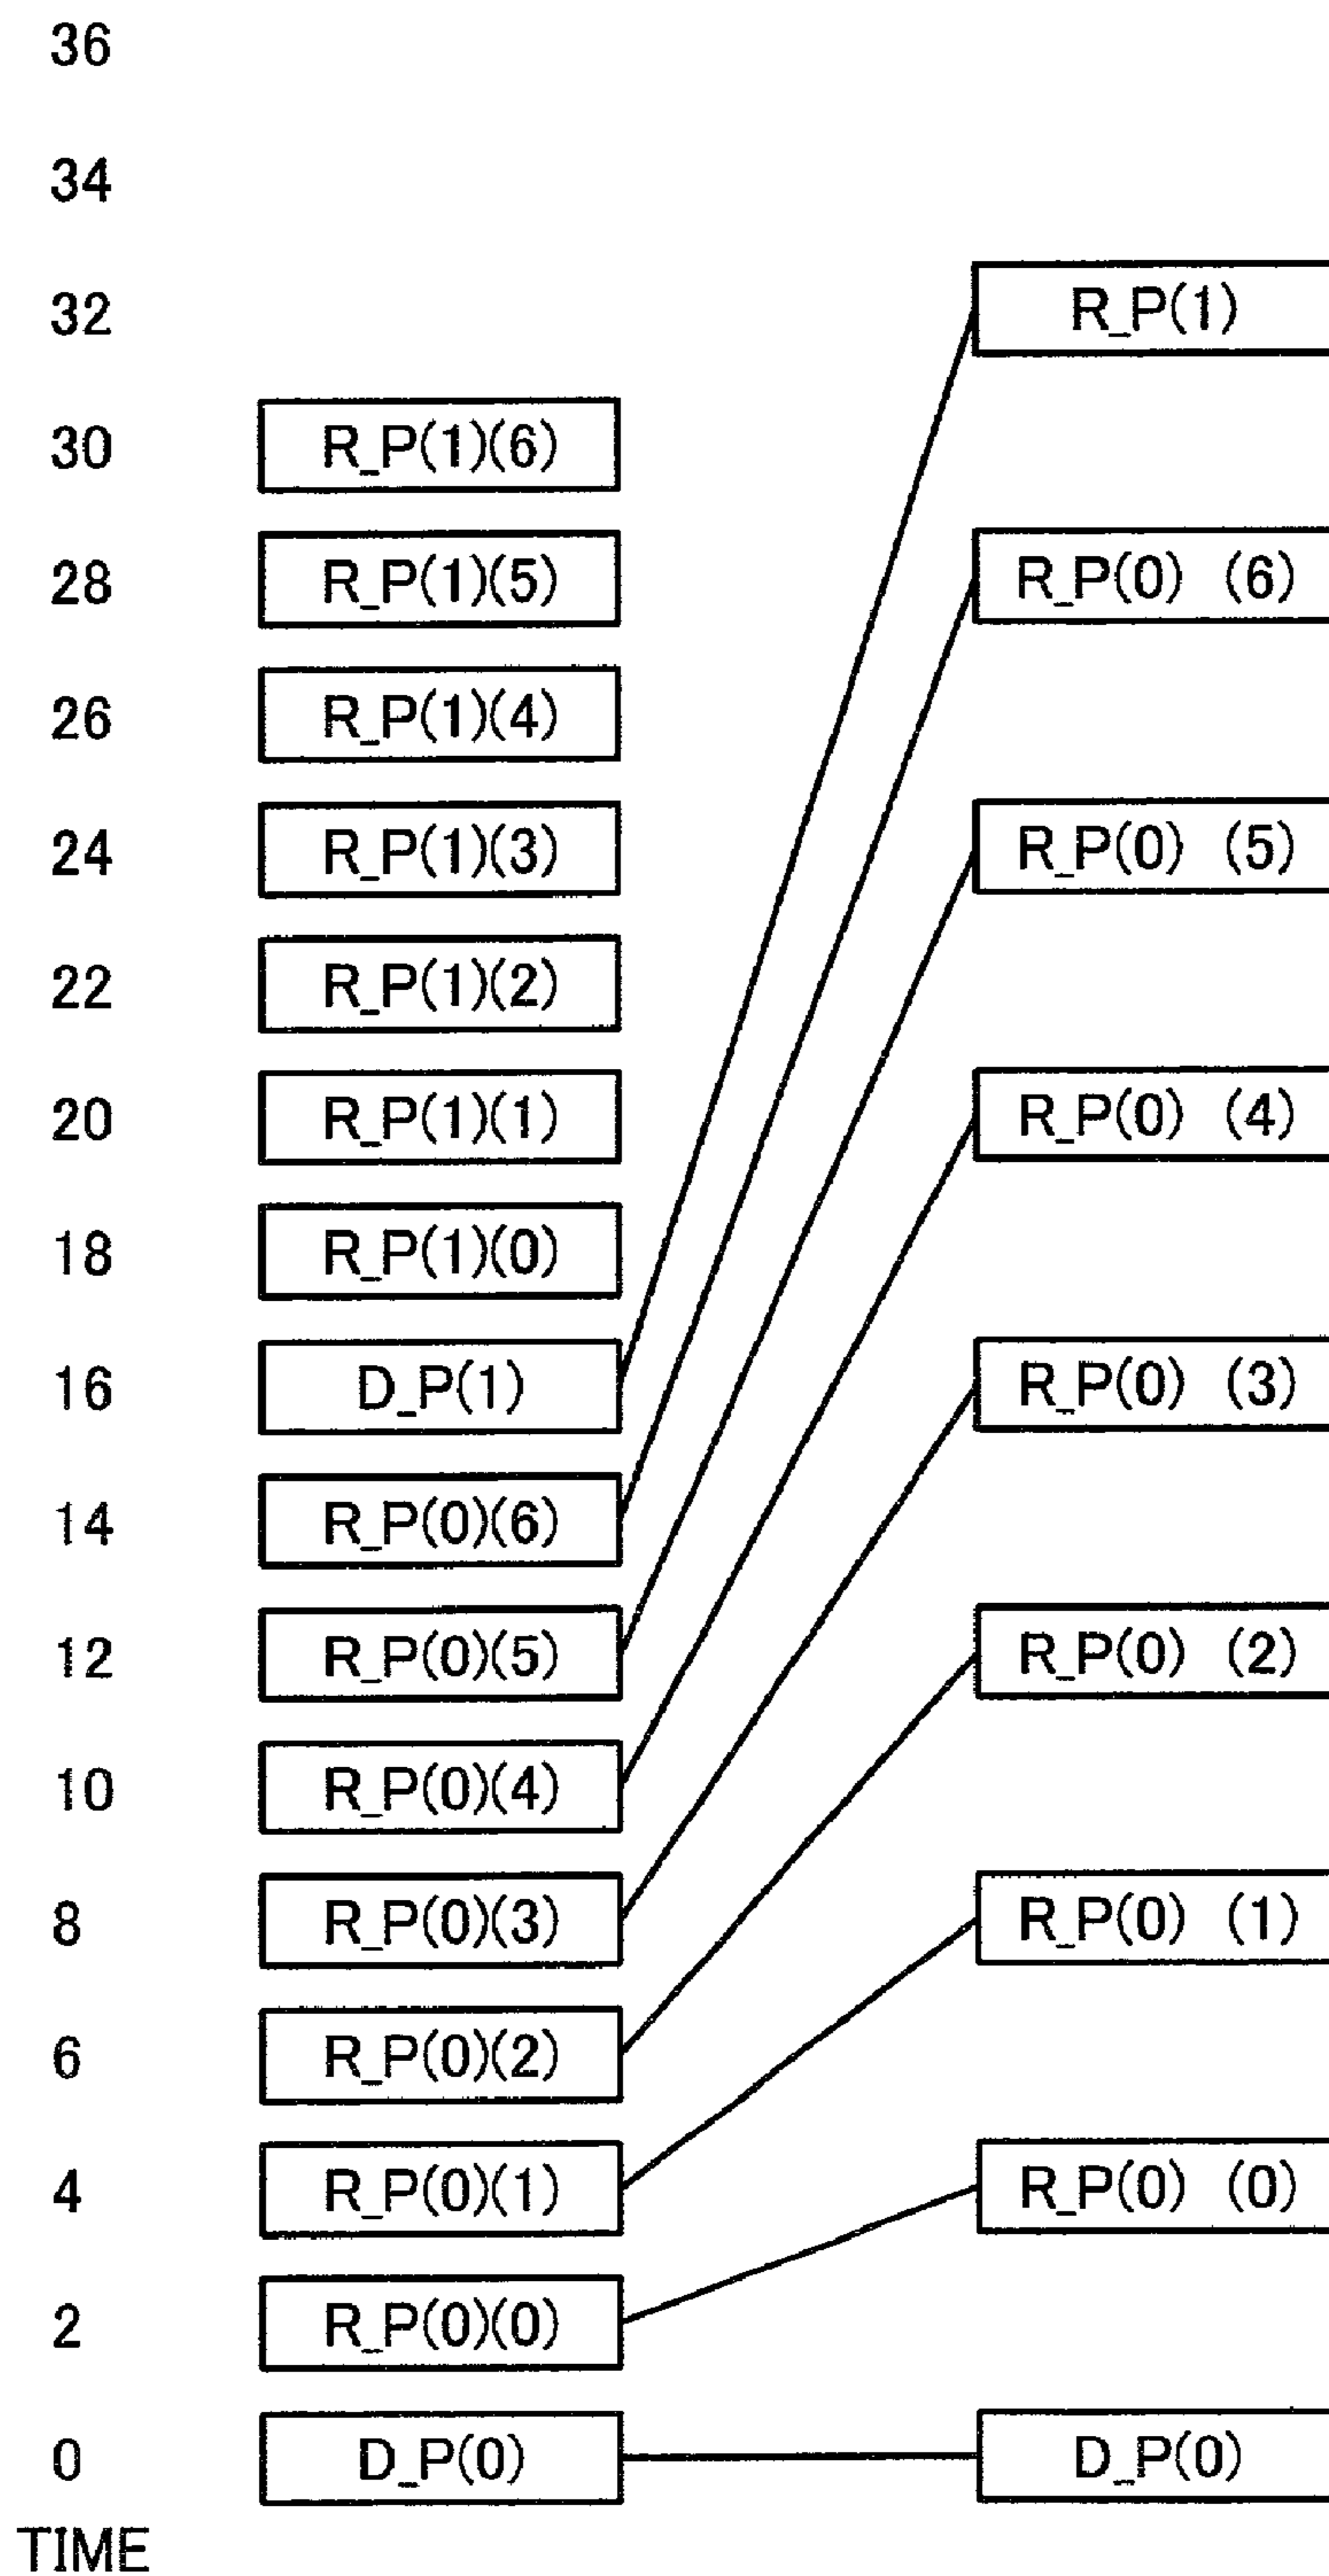 36
34
32 R_P(1)
30 R_P(1)(6)
28 R_P(1)(5) R_P(0) (6)
26 R_P(1)(4)
24 R_P(1)(3) R_P(0) (5)
22 R_P(1)(2)
20 R_P(1)(1) R_P(0) (4)
18 R_P(1)(0)
16 D_P(1) R_P(0) (3)
14 R_P(0)(6)
12 R_P(0)(5) R_P(0) (2)
10 R_P(0)(4)
8 R_P(0)(3) R_P(0) (1)
6 R_P(0)(2)
4 R_P(0)(1) R_P(0) (0)
2 R_P(0)(0)
0 D_P(0) D_P(0)
TIME